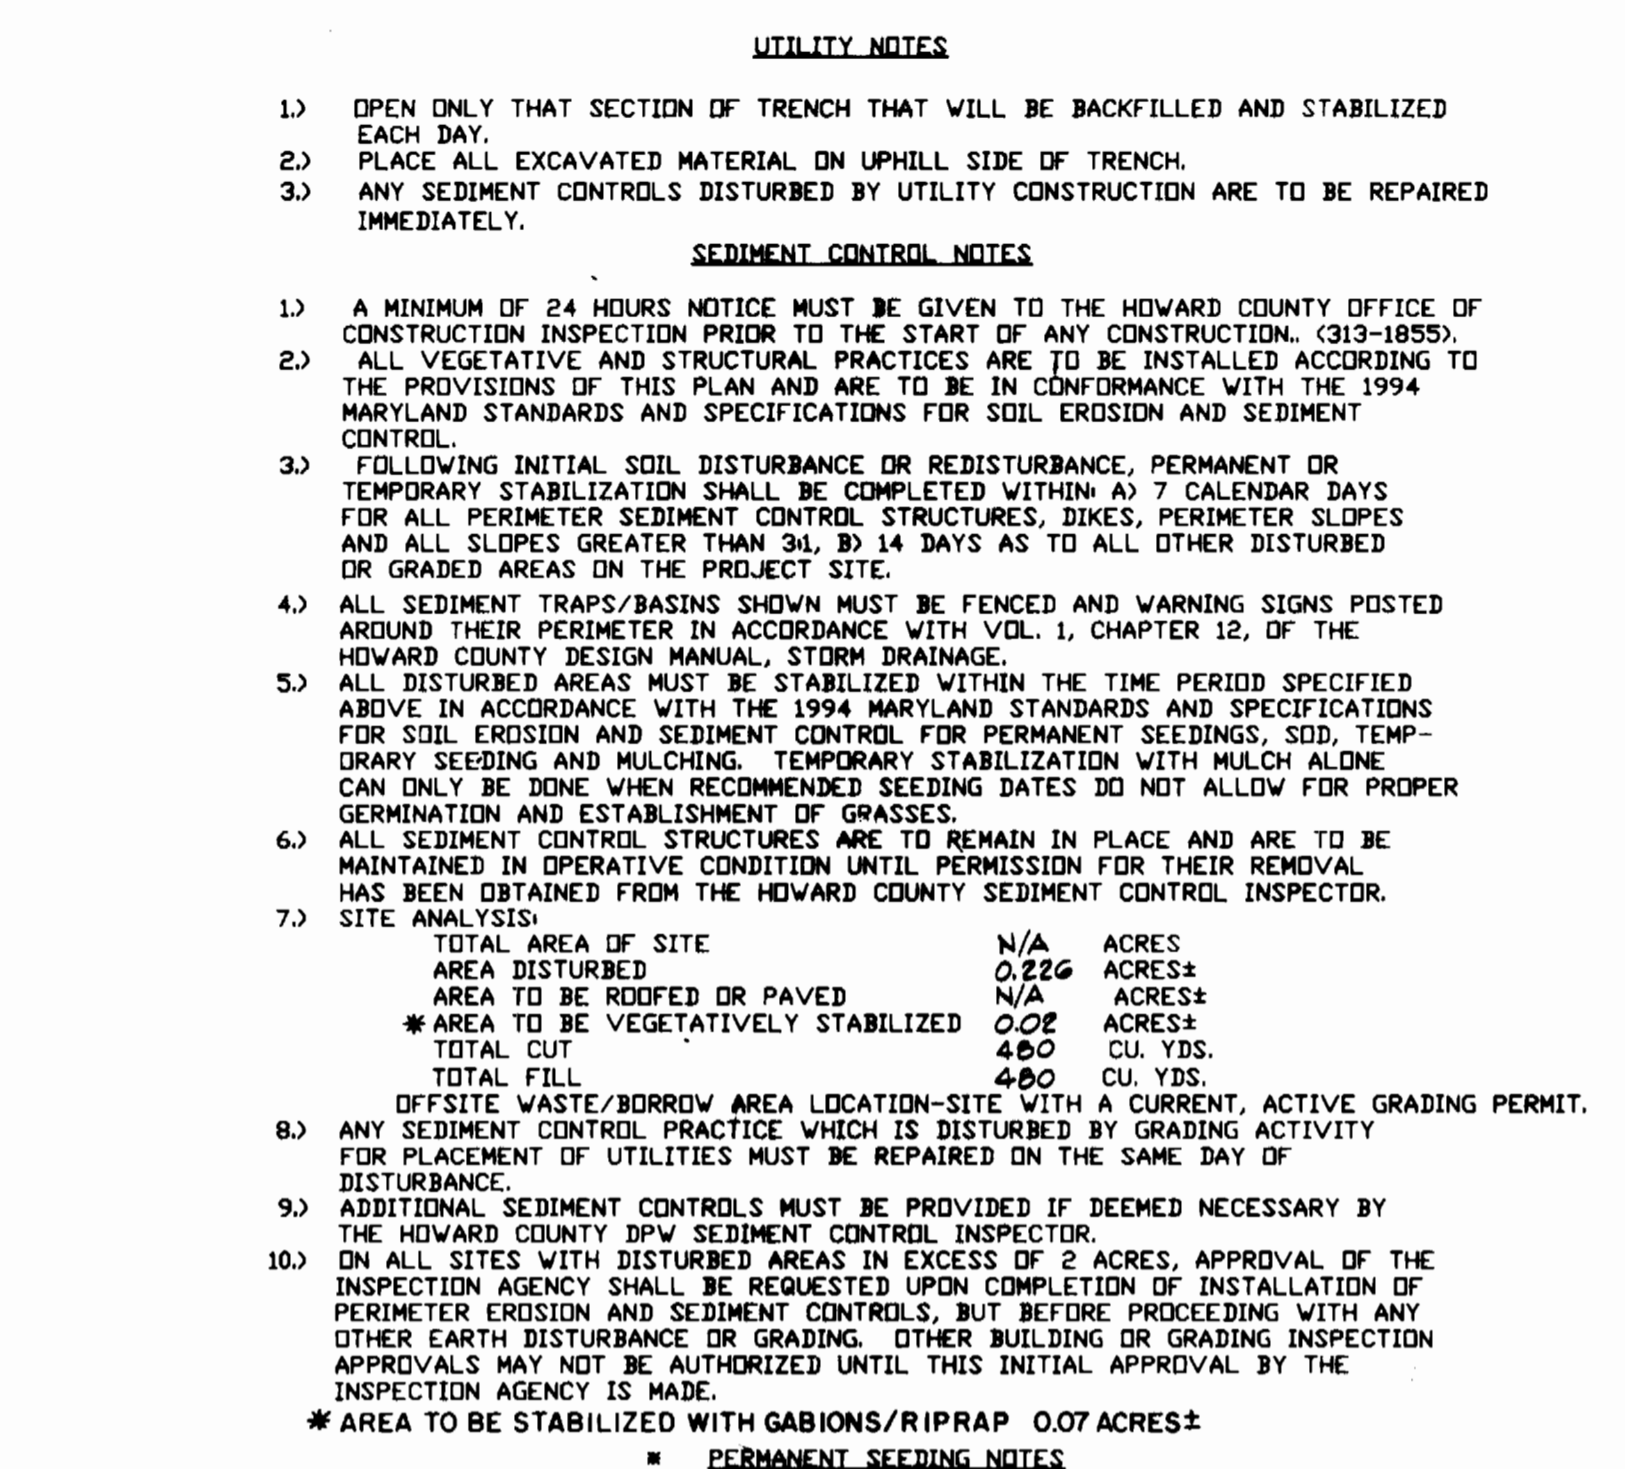 UTILITY NOTES
1.) OPEN ONLY THAT SECTION OF TRENCH THAT WILL BE BACKFILLED AND STABILIZED
EACH DAY.
2.) PLACE ALL EXCAVATED MATERIAL ON UPHILL SIDE OF TRENCH.
3.) ANY SEDIMENT CONTROLS DISTURBED BY UTILITY CONSTRUCTION ARE TO BE REPAIRED
IMMEDIATELY.
SEDIMENT CONTROL NOTES
1.) A MINIMUM OF 24 HOURS NOTICE MUST BE GIVEN TO THE HOWARD COUNTY OFFICE OF
CONSTRUCTION INSPECTION PRIOR TO THE START OF ANY CONSTRUCTION.. (313-1855).
2.) ALL VEGETATIVE AND STRUCTURAL PRACTICES ARE TO BE INSTALLED ACCORDING TO
THE PROVISIONS OF THIS PLAN AND ARE TO BE IN CONFORMANCE WITH THE 1994
MARYLAND STANDARDS AND SPECIFICATIONS FOR SOIL EROSION AND SEDIMENT
CONTROL.
3.) FOLLOWING INITIAL SOIL DISTURBANCE OR REDISTURBANCE, PERMANENT OR
TEMPORARY STABILIZATION SHALL BE COMPLETED WITHIN: A) 7 CALENDAR DAYS
FOR ALL PERIMETER SEDIMENT CONTROL STRUCTURES, DIKES, PERIMETER SLOPES
AND ALL SLOPES GREATER THAN 3:1, B) 14 DAYS AS TO ALL OTHER DISTURBED
OR GRADED AREAS ON THE PROJECT SITE.
4.) ALL SEDIMENT TRAPS/BASINS SHOWN MUST BE FENCED AND WARNING SIGNS POSTED
AROUND THEIR PERIMETER IN ACCORDANCE WITH VOL. 1, CHAPTER 12, OF THE
HOWARD COUNTY DESIGN MANUAL, STORM DRAINAGE.
5.) ALL DISTURBED AREAS MUST BE STABILIZED WITHIN THE TIME PERIOD SPECIFIED
ABOVE IN ACCORDANCE WITH THE 1994 MARYLAND STANDARDS AND SPECIFICATIONS
FOR SOIL EROSION AND SEDIMENT CONTROL FOR PERMANENT SEEDINGS, SOD, TEMP-
ORARY SEEDING AND MULCHING. TEMPORARY STABILIZATION WITH MULCH ALONE
CAN ONLY BE DONE WHEN RECOMMENDED SEEDING DATES DO NOT ALLOW FOR PROPER
GERMINATION AND ESTABLISHMENT OF GRASSES.
6.) ALL SEDIMENT CONTROL STRUCTURES ARE TO REMAIN IN PLACE AND ARE TO BE
MAINTAINED IN OPERATIVE CONDITION UNTIL PERMISSION FOR THEIR REMOVAL
HAS BEEN OBTAINED FROM THE HOWARD COUNTY SEDIMENT CONTROL INSPECTOR.
7.) SITE ANALYSIS:
TOTAL AREA OF SITE N/A ACRES
AREA DISTURBED 0.226 ACRES±
AREA TO BE ROOFED OR PAVED N/A ACRES±
* AREA TO BE VEGETATIVELY STABILIZED 0.02 ACRES±
TOTAL CUT CU. YDS.
TOTAL FILL CU. YDS.
OFFSITE WASTE/BORROW AREA LOCATION-SITE WITH A CURRENT, ACTIVE GRADING PERMIT.
8.) ANY SEDIMENT CONTROL PRACTICE WHICH IS DISTURBED BY GRADING ACTIVITY
FOR PLACEMENT OF UTILITIES MUST BE REPAIRED ON THE SAME DAY OF
DISTURBANCE.
9.) ADDITIONAL SEDIMENT CONTROLS MUST BE PROVIDED IF DEEMED NECESSARY BY
THE HOWARD COUNTY DPW SEDIMENT CONTROL INSPECTOR.
10.) ON ALL SITES WITH DISTURBED AREAS IN EXCESS OF 2 ACRES, APPROVAL OF THE
INSPECTION AGENCY SHALL BE REQUESTED UPON COMPLETION OF INSTALLATION OF
PERIMETER EROSION AND SEDIMENT CONTROLS, BUT BEFORE PROCEEDING WITH ANY
OTHER EARTH DISTURBANCE OR GRADING. OTHER BUILDING OR GRADING INSPECTION
APPROVALS MAY NOT BE AUTHORIZED UNTIL THIS INITIAL APPROVAL BY THE
INSPECTION AGENCY IS MADE.
* AREA TO BE STABILIZED WITH GABIONS/RIPRAP 0.07 ACRES±
* PERMANENT SEEDING NOTES